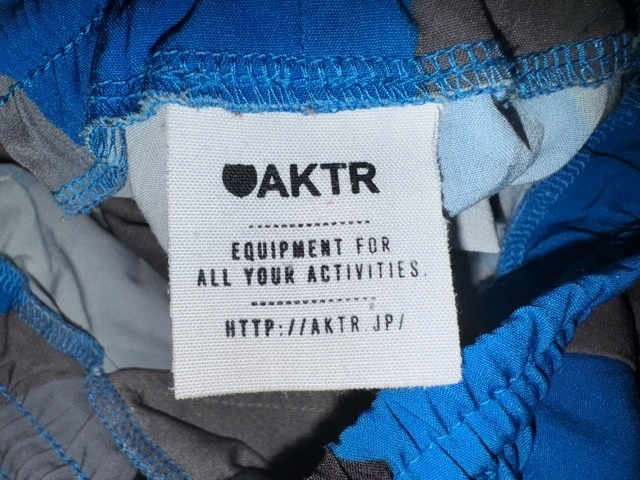 AKTR
EQUIPMENT FOR
ALL YOUR ACTIVITIES.
HTTP://AKTR.JP/